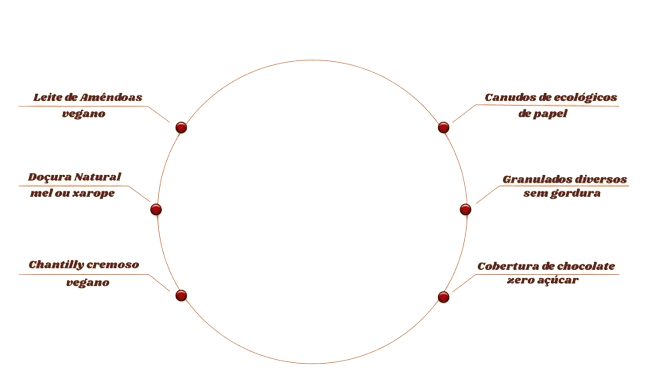 Leite de Amêndoas
vegano
Doçura Natural
mel ou xarope
Chantilly cremoso
vegano
Canudos de ecológicos
de papel
Granulados diversos
sem gordura
Cobertura de chocolate
zero açúcar